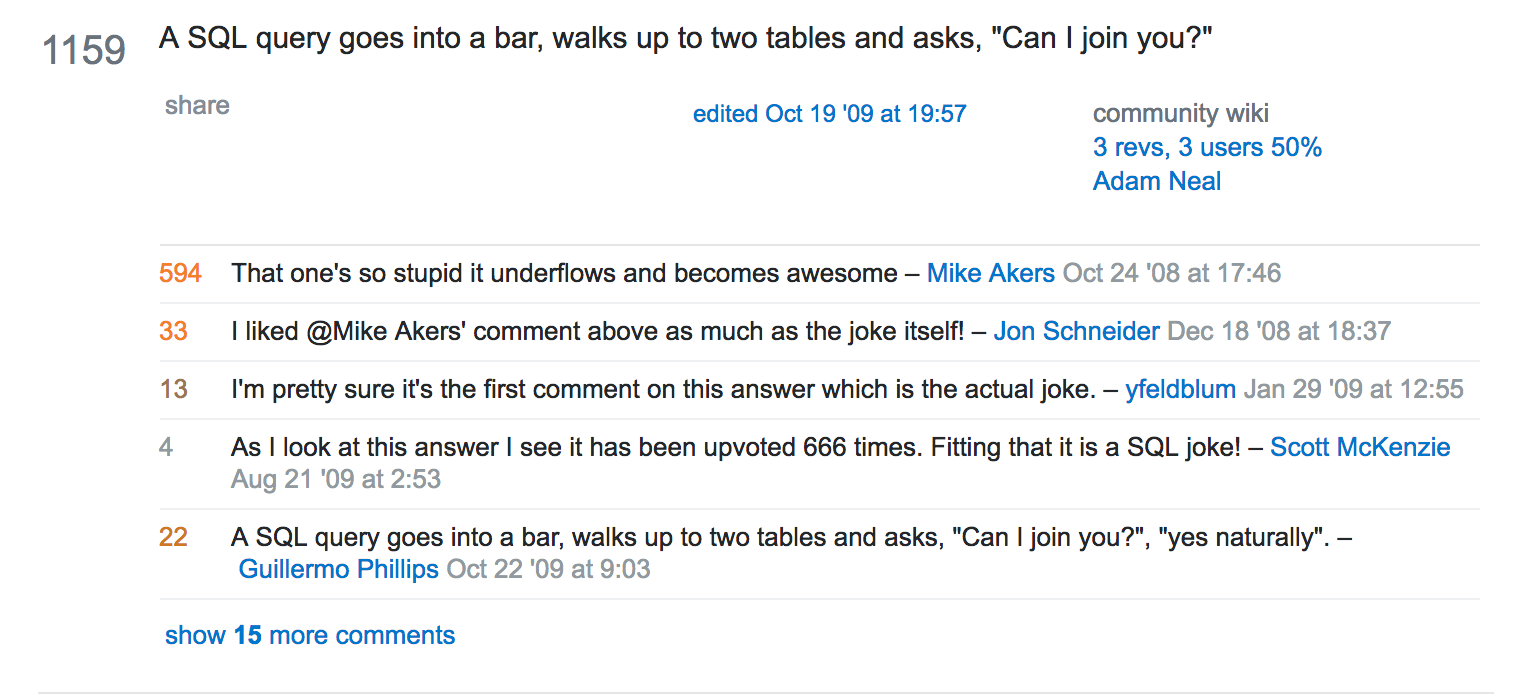 1159
A SQL query goes into a bar, walks up to two tables and asks, "Can I join you?"
share
edited Oct 19 '09 at 19:57
community wiki
3 revs, 3 users 50%
Adam Neal
594 That one's so stupid it underflows and becomes awesome – Mike Akers Oct 24 '08 at 17:46
33 I liked @Mike Akers' comment above as much as the joke itself! – Jon Schneider Dec 18 '08 at 18:37
13 I'm pretty sure it's the first comment on this answer which is the actual joke. – yfeldblum Jan 29 '09 at 12:55
4 As I look at this answer I see it has been upvoted 666 times. Fitting that it is a SQL joke! – Scott McKenzie
Aug 21 '09 at 2:53
22 A SQL query goes into a bar, walks up to two tables and asks, "Can I join you?", "yes naturally". –
Guillermo Phillips Oct 22 '09 at 9:03
show 15 more comments